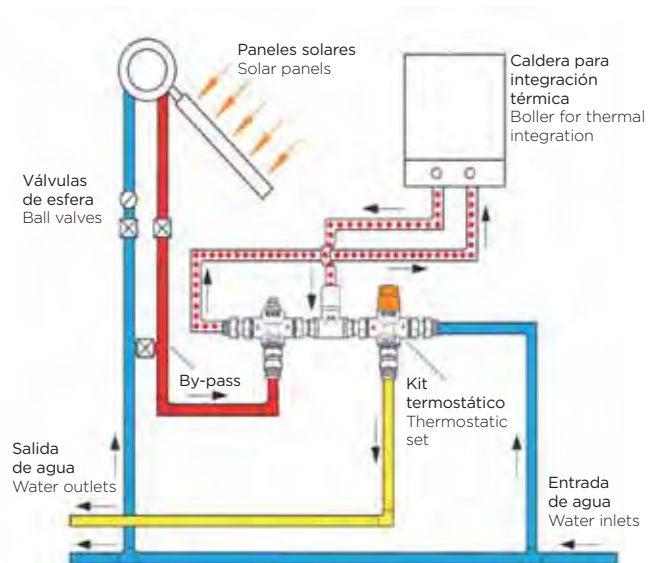 Paneles solares
Solar panels
Caldera para
integración
térmica
Boller for thermal
integration
Válvulas
de esfera
Ball valves
By-pass
Kit
termostático
Thermostatic
set
Salida
de agua
Water outlets
Entrada
de agua
Water inlets